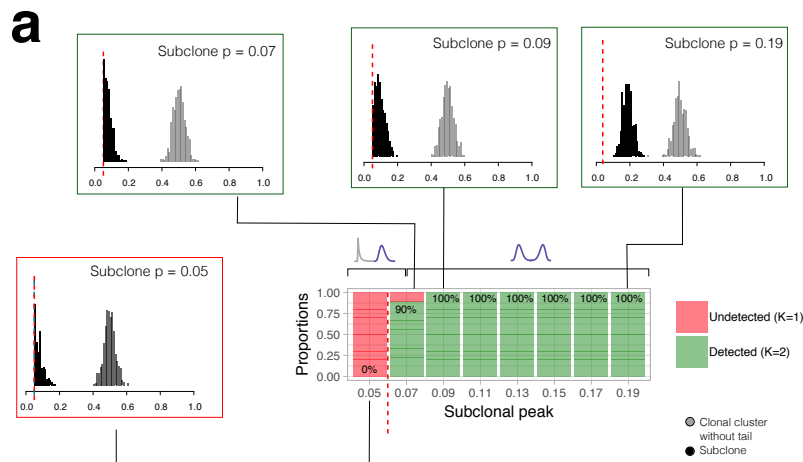 a
Subclone p = 0.07
0.0 0.2 0.4 0.6 0.8 1.0
Subclone p = 0.09
0.0 0.2 0.4 0.6 0.8 1.0
Subclone p = 0.19
0.0 0.2 0.4 0.6 0.8 1.0
Subclone p = 0.05
0.0 0.2 0.4 0.6 0.8 1.0
Proportions
1.00
0.75
0.50
0.25
0.00
0% 90% 100% 100% 100% 100% 100% 100%
0.05 0.07 0.09 0.11 0.13 0.15 0.17 0.19
Subclonal peak
Undetected (K=1)
Detected (K=2)
Clonal cluster
without tail
Subclone